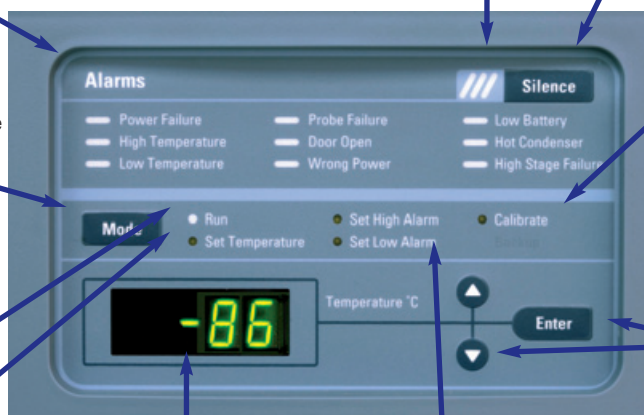 Alarms
Silence
Power Failure
Probe Failure
Low Battery
High Temperature
Door Open
Hot Condenser
Low Temperature
Wrong Power
High Stage Failure
Mode
Run
Set High Alarm
Calibrate
Set Temperature
Set Low Alarm
Backup
-86
Temperature °C
Enter
e